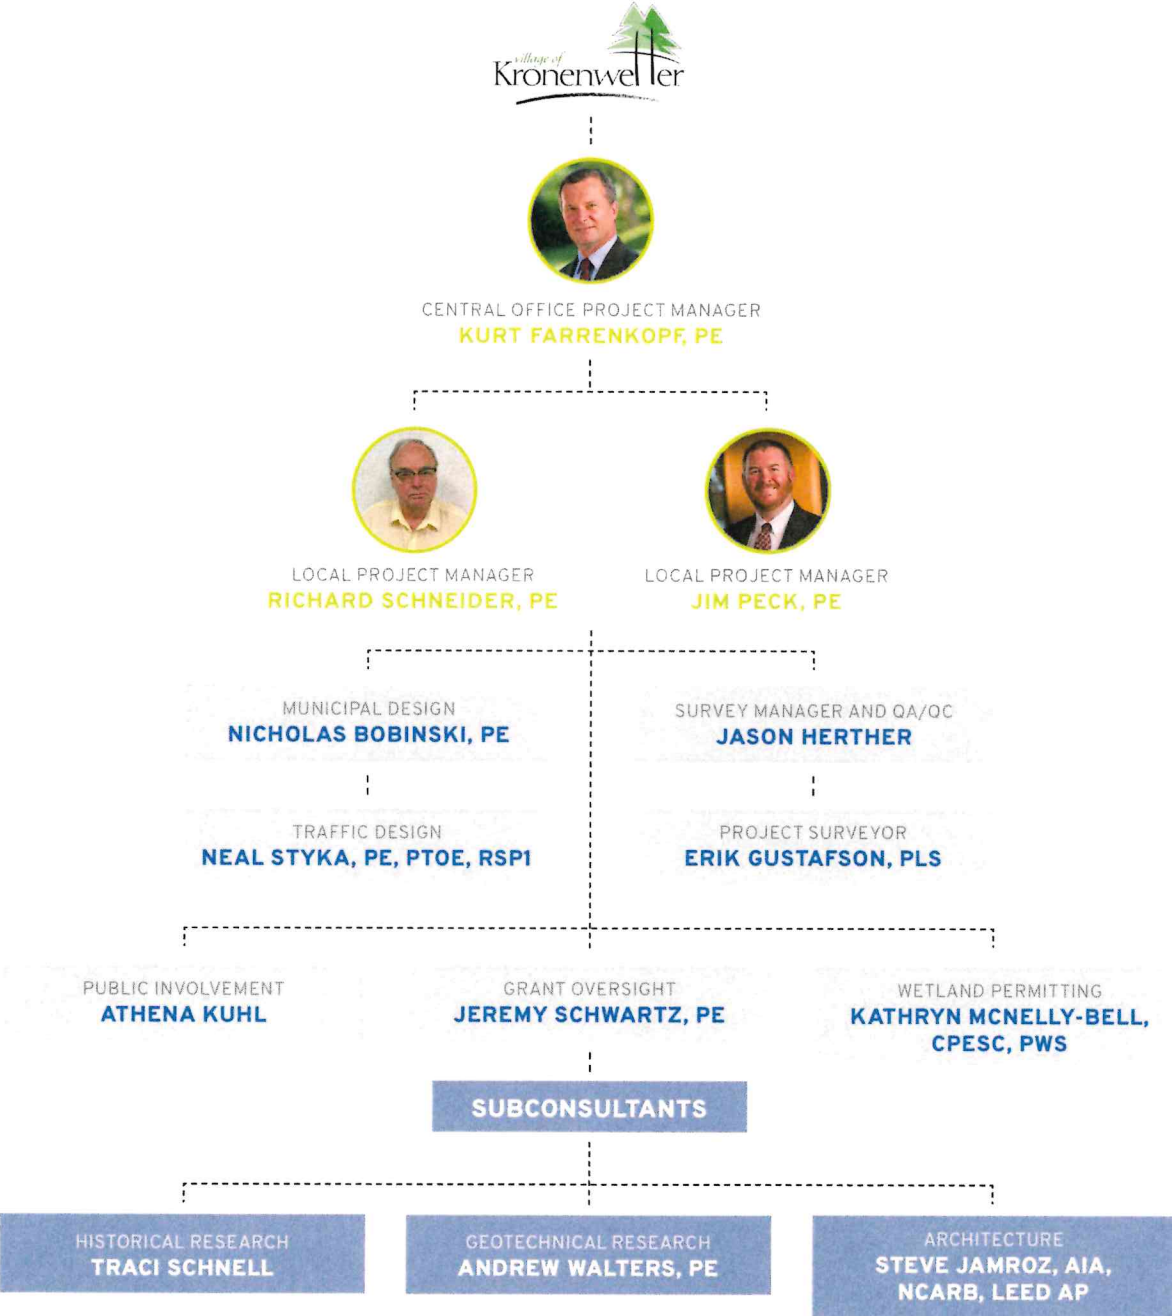 village of
Kronenwetter
CENTRAL OFFICE PROJECT MANAGER
KURT FARRENKOPF, PE
LOCAL PROJECT MANAGER
RICHARD SCHNEIDER, PE
LOCAL PROJECT MANAGER
JIM PECK, PE
MUNICIPAL DESIGN
NICHOLAS BOBINSKI, PE
SURVEY MANAGER AND QA/QC
JASON HERTHER
TRAFFIC DESIGN
NEAL STYKA, PE, PTOE, RSP1
PROJECT SURVEYOR
ERIK GUSTAFSON, PLS
PUBLIC INVOLVEMENT
ATHENA KUHL
GRANT OVERSIGHT
JEREMY SCHWARTZ, PE
WETLAND PERMITTING
KATHRYN MCNELLY-BELL,
CPESC, PWS
SUBCONSULTANTS
HISTORICAL RESEARCH
TRACI SCHNELL
GEOTECHNICAL RESEARCH
ANDREW WALTERS, PE
ARCHITECTURE
STEVE JAMROZ, AIA,
NCARB, LEED AP